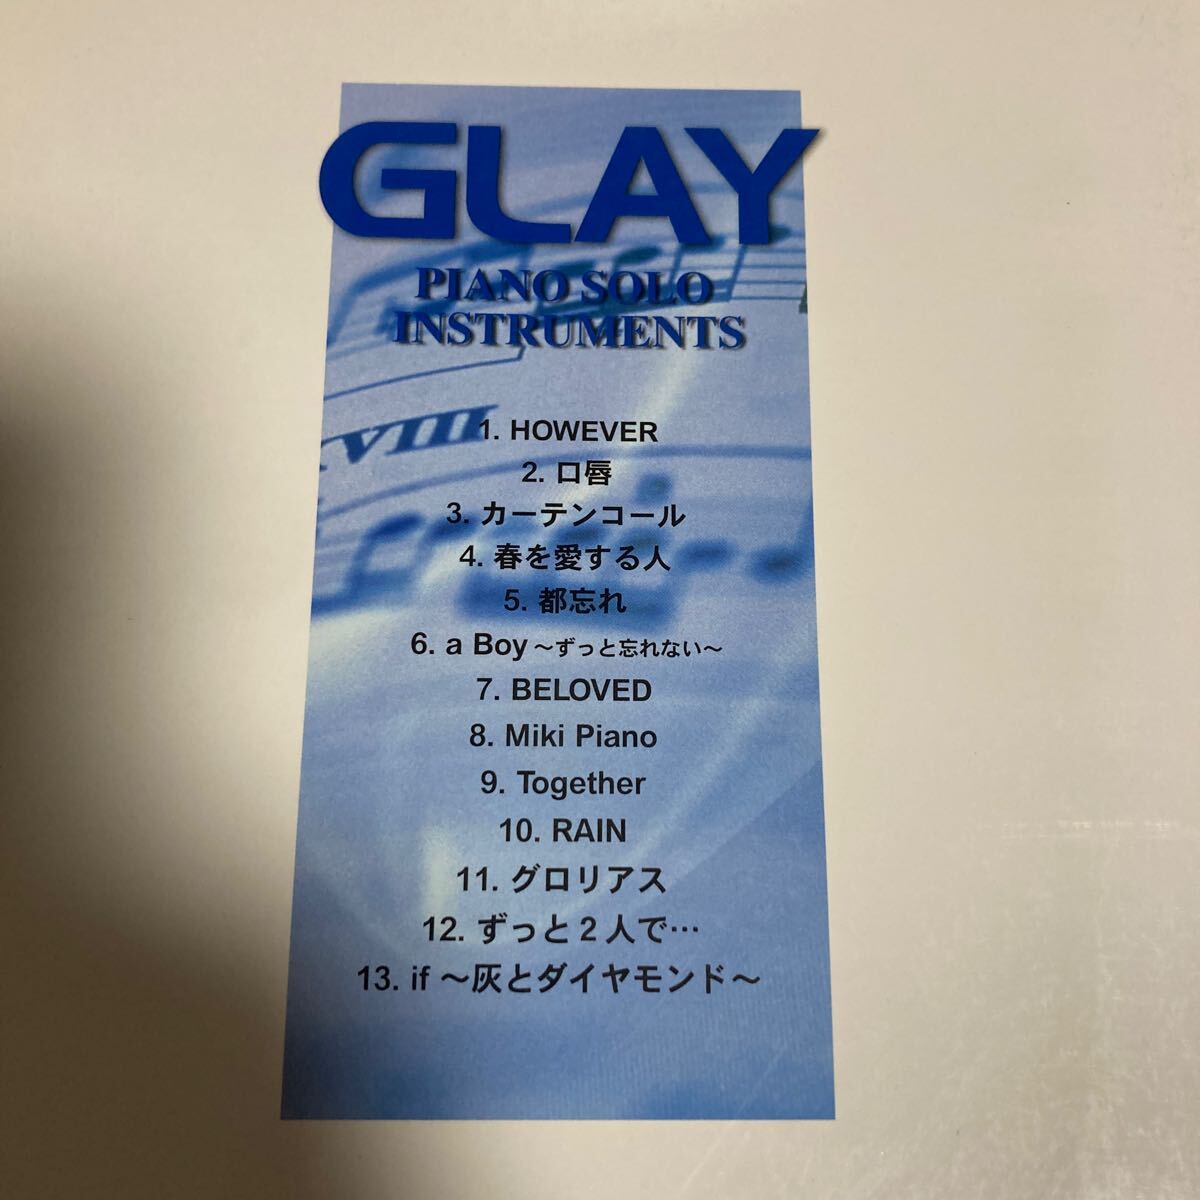 GLAY
PIANO SOLO
INSTRUMENTS
XVIII
1. HOWEVER
2. 口唇
3. カーテンコール
4. 春を愛する人
5. 都忘れ
6. a Boy～ずっと忘れない～
7. BELOVED
8. Miki Piano
9. Together
10. RAIN
11. グロリアス
12. ずっと2人で…
13. if ～灰とダイヤモンド～